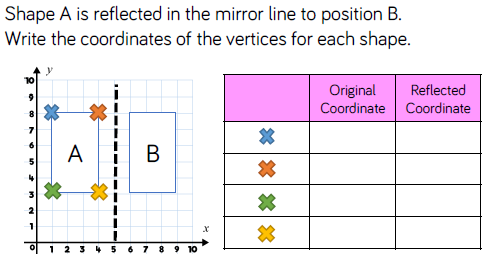 Shape A is reflected in the mirror line to position B.
Write the coordinates of the vertices for each shape.
y
10
9
8
7
6
5
4
3
2
1
0 1 2 3 4 5 6 7 8 9 10
x
A
B
Original Coordinate
Reflected Coordinate